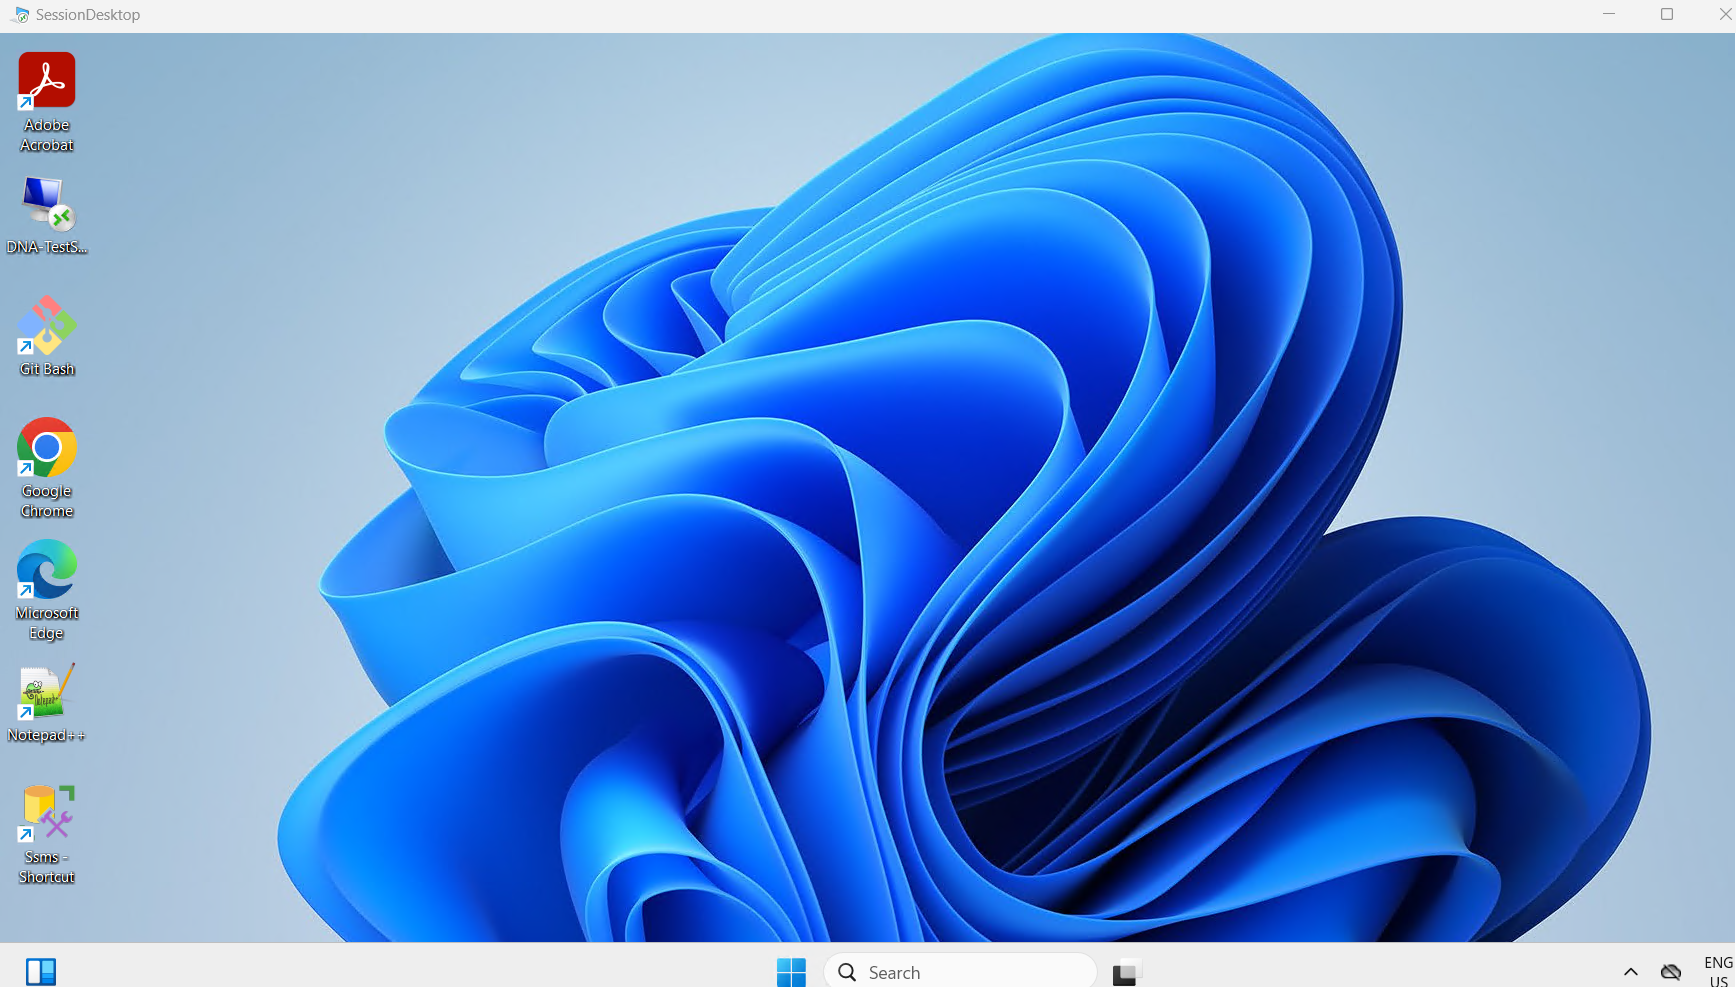 SessionDesktop
Adobe
Acrobat
DNA-TestS...
Git Bash
Google
Chrome
Microsoft
Edge
Notepad++
Ssms -
Shortcut
Search
ENG
US